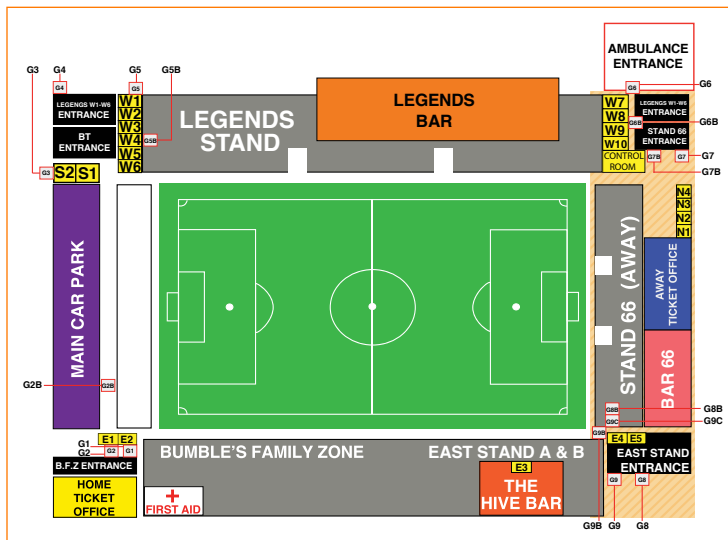 AMBULANCE
ENTRANCE
G3
G4
G5
G5B
G4
G5
G6
G6
LEGENGS W1-W6
ENTRANCE
BT
ENTRANCE
W1
W2
W3
W4
W5
W6
G5B
LEGENDS
STAND
LEGENDS
BAR
W7
W8
W9
W10
CONTROL
ROOM
G6B
LEGENGS W1-W6
ENTRANCE
STAND 66
ENTRANCE
G6B
G7B
G7
G7
G7B
G3
S2
S1
MAIN CAR PARK
N4
N3
N2
N1
STAND 66 (AWAY)
AWAY
TICKET OFFICE
BAR 66
G2B
G2B
G8B
G9C
G8B
G9C
G9B
G1
G2
E1
E2
G2
G1
B.F.Z ENTRANCE
HOME
TICKET
OFFICE
BUMBLE'S FAMILY ZONE
EAST STAND A & B
FIRST AID
E3
THE
HIVE BAR
E4
E5
EAST STAND
ENTRANCE
G9
G8
G9B
G9
G8